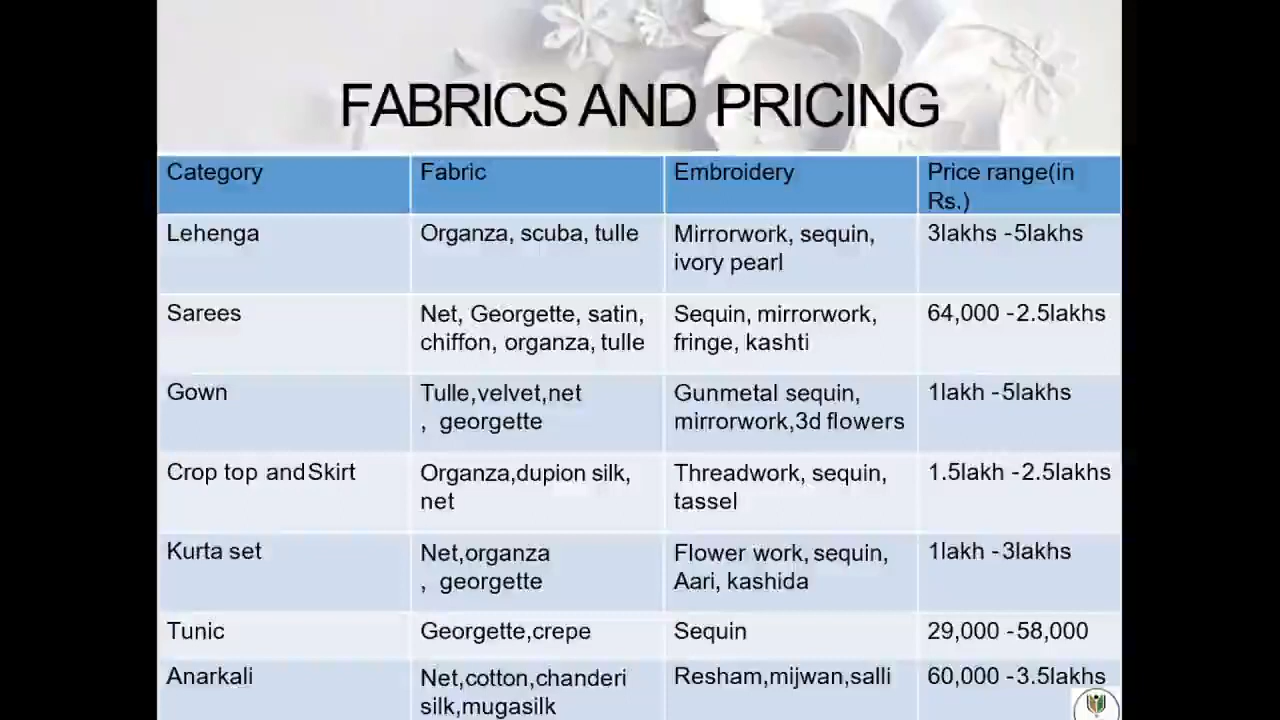 FABRICS AND PRICING
Category Fabric Embroidery Price range(in
Rs.)
Lehenga Organza, scuba, tulle Mirrorwork, sequin, 3lakhs -5lakhs
ivory pearl
Sarees Net, Georgette, satin, Sequin, mirrorwork, 64,000 -2.5lakhs
chiffon, organza, tulle fringe, kashti
Gown Tulle,velvet,net Gunmetal sequin, 1lakh -5lakhs
, georgette mirrorwork,3d flowers
Crop top and Skirt Organza,dupion silk, Threadwork, sequin, 1.5lakh -2.5lakhs
net tassel
Kurta set Net,organza Flower work, sequin, 1lakh -3lakhs
, georgette Aari, kashida
Tunic Georgette,crepe Sequin 29,000 -58,000
Anarkali Net,cotton,chanderi Resham,mijwan,salli 60,000 -3.5lakhs
silk,mugasilk